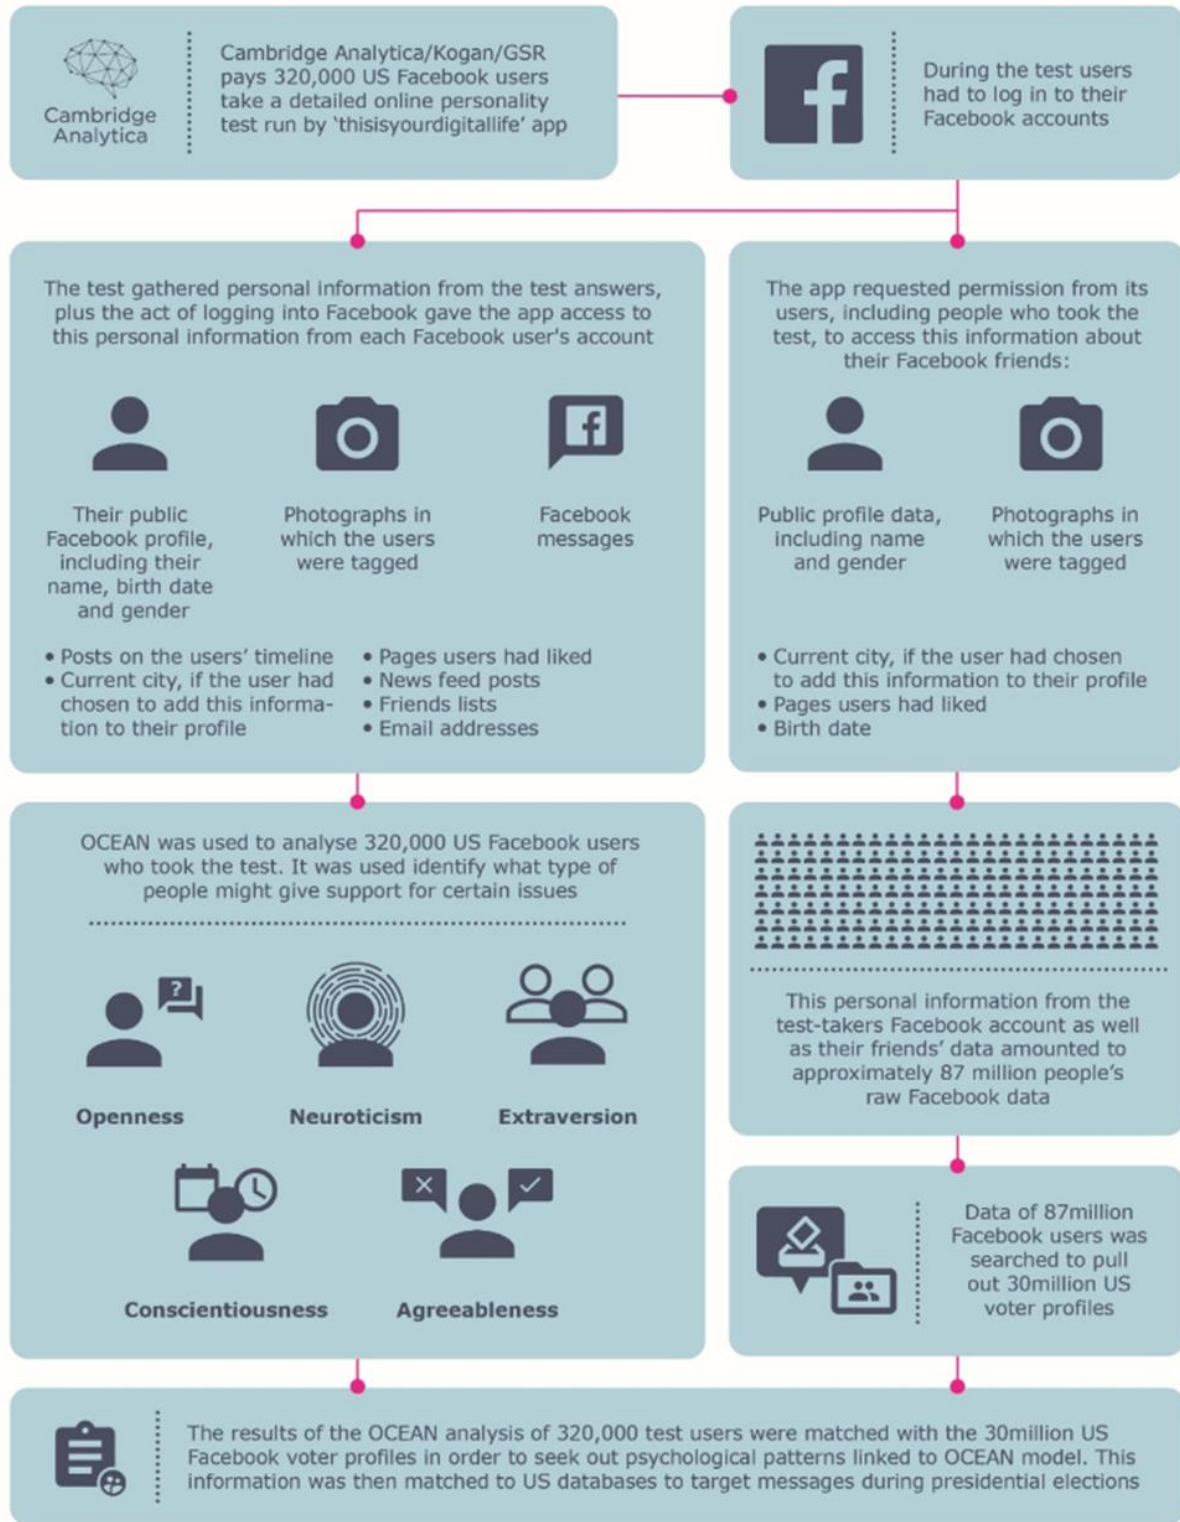 Cambridge
Analytica
Cambridge Analytica/Kogan/GSR
pays 320,000 US Facebook users
take a detailed online personality
test run by ‘thisisyourdigitallife’ app
f
During the test users
had to log in to their
Facebook accounts
The test gathered personal information from the test answers,
plus the act of logging into Facebook gave the app access to
this personal information from each Facebook user's account
f
Their public
Facebook profile,
including their
name, birth date
and gender
Photographs in
which the users
were tagged
Facebook
messages
• Posts on the users’ timeline
• Current city, if the user had
chosen to add this informa-
tion to their profile
• Pages users had liked
• News feed posts
• Friends lists
• Email addresses
The app requested permission from its
users, including people who took the
test, to access this information about
their Facebook friends:
Public profile data,
including name
and gender
Photographs in
which the users
were tagged
• Current city, if the user had chosen
to add this information to their profile
• Pages users had liked
• Birth date
OCEAN was used to analyse 320,000 US Facebook users
who took the test. It was used identify what type of
people might give support for certain issues
?
Openness
Neuroticism
Extraversion
Conscientiousness
Agreeableness
This personal information from the
test-takers Facebook account as well
as their friends’ data amounted to
approximately 87 million people’s
raw Facebook data
Data of 87million
Facebook users was
searched to pull
out 30million US
voter profiles
The results of the OCEAN analysis of 320,000 test users were matched with the 30million US
Facebook voter profiles in order to seek out psychological patterns linked to OCEAN model. This
information was then matched to US databases to target messages during presidential elections